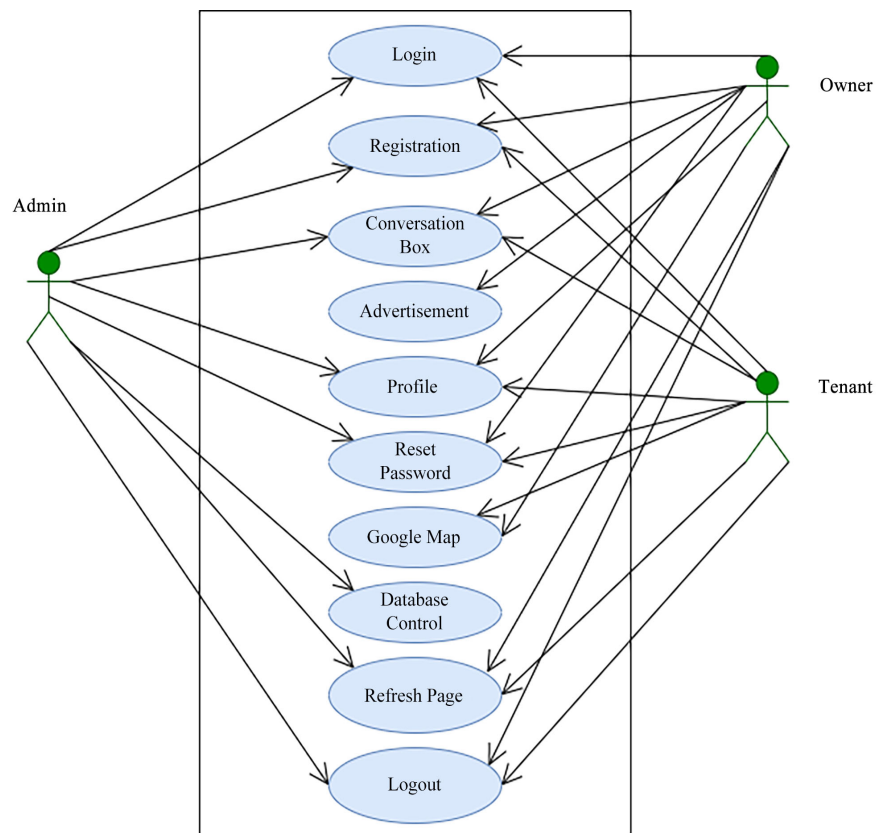 Login
Owner
Registration
Admin
Conversation
Box
Advertisement
Profile
Tenant
Reset
Password
Google Map
Database
Control
Refresh Page
Logout